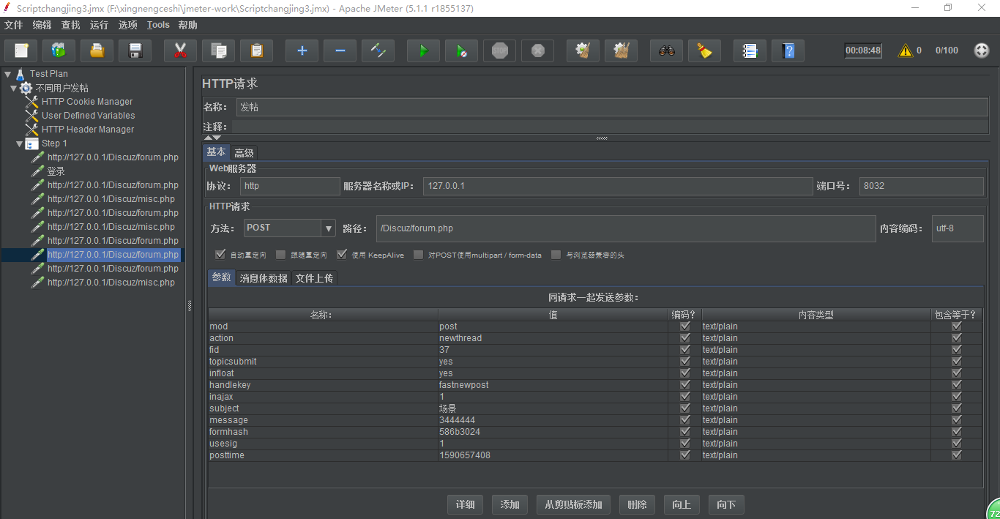 Scriptchangjing3.jmx (F:\xingnengceshi\jmeter-work\Scriptchangjing3.jmx) - Apache JMeter (5.1.1 r1855137)
文件 编辑 查找 运行 选项 Tools 帮助
STOP 00:08:48 0 0/100
Test Plan
不同用户发帖
HTTP Cookie Manager
User Defined Variables
HTTP Header Manager
Step 1
http://127.0.0.1/Discuz/forum.php
登录
http://127.0.0.1/Discuz/forum.php
http://127.0.0.1/Discuz/misc.php
http://127.0.0.1/Discuz/forum.php
http://127.0.0.1/Discuz/misc.php
http://127.0.0.1/Discuz/forum.php
http://127.0.0.1/Discuz/forum.php
http://127.0.0.1/Discuz/forum.php
http://127.0.0.1/Discuz/misc.php
HTTP请求
名称： 发帖
注释：
基本 高级
Web服务器
协议： http 服务器名称或IP： 127.0.0.1 端口号： 8032
HTTP请求
方法： POST 路径： /Discuz/forum.php 内容编码： utf-8
自动重定向 跟随重定向 使用 KeepAlive 对POST使用multipart / form-data 与浏览器兼容的头
参数 消息体数据 文件上传
同请求一起发送参数：
名称： 值 编码？ 内容类型 包含等于？
mod post text/plain
action newthread text/plain
fid 37 text/plain
topicsubmit yes text/plain
infloat yes text/plain
handlekey fastnewpost text/plain
inajax 1 text/plain
subject 场景 text/plain
message 3444444 text/plain
formhash 586b3024 text/plain
usesig 1 text/plain
posttime 1590657408 text/plain
详细 添加 从剪贴板添加 删除 向上 向下
72